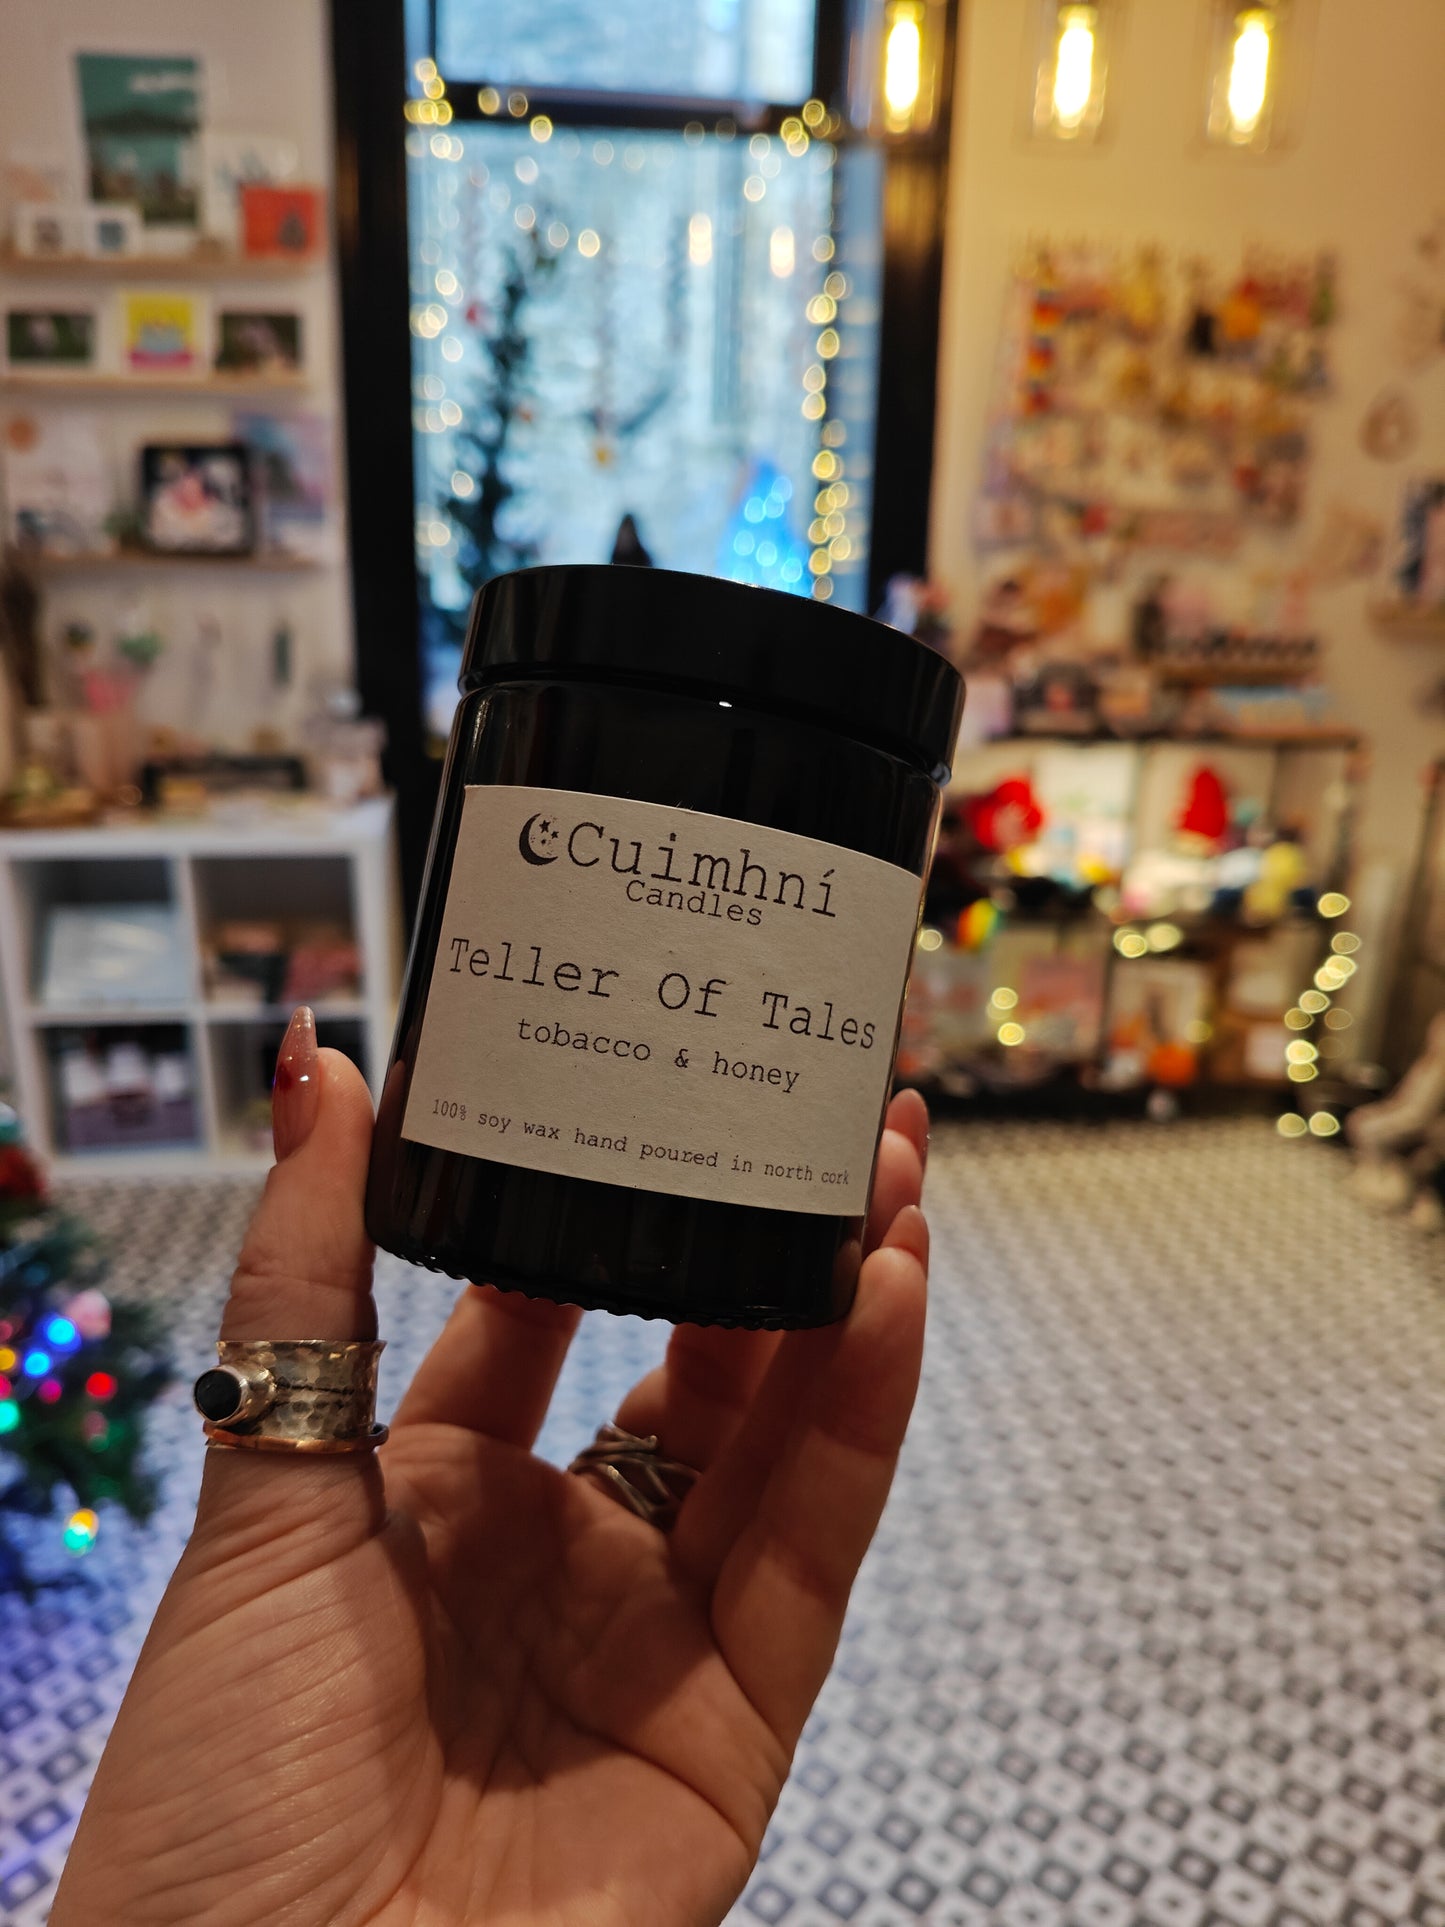 Cuimhní
Candles
Teller Of Tales
tobacco & honey
100% soy wax hand poured in north cork